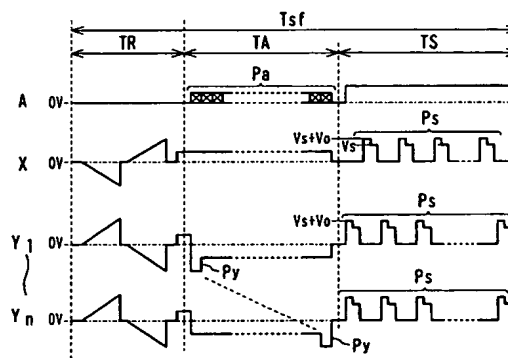 Tsf
TR TA TS
Pa
A 0V
Vs+Vo Ps
Vs
X 0V
Ps
Vs+Vo
Y1 0V
Py
Ps
Yn 0V
Py